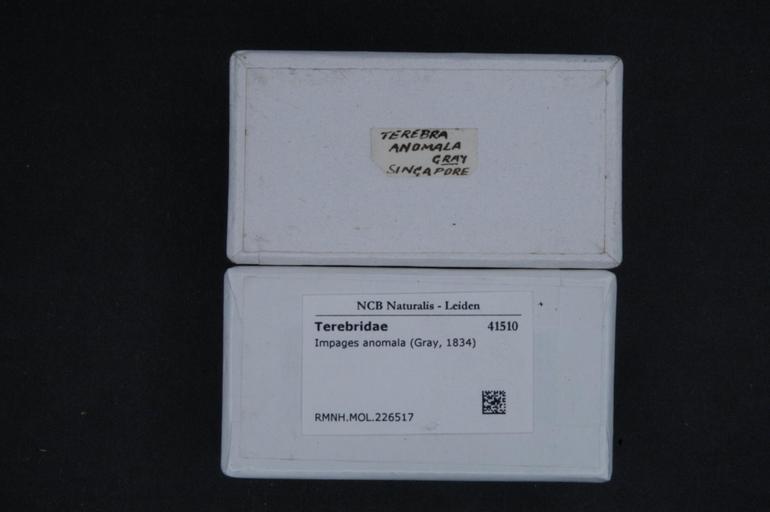 TEREBRA
ANOMALA
GRAY
SINGAPORE
NCB Naturalis - Leiden
Terebridae 41510
Impages anomala (Gray, 1834)
RMNH.MOL.226517